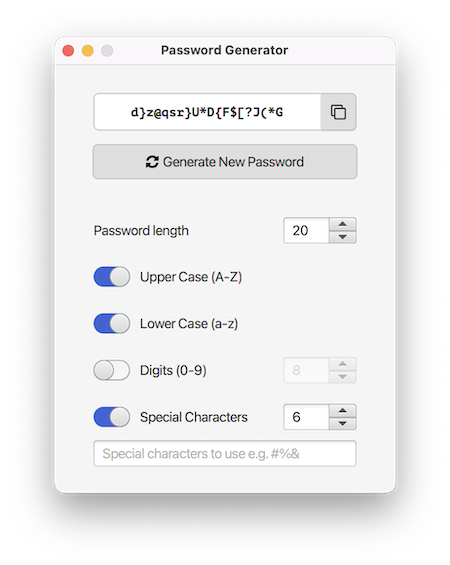 Password Generator
d}z@qsr}U*D{F$[?J(*G
Generate New Password
Password length 20
Upper Case (A-Z)
Lower Case (a-z)
Digits (0-9) 8
Special Characters 6
Special characters to use e.g. #%&